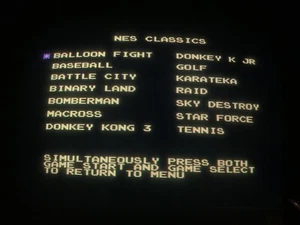 NES CLASSICS
BALLOON FIGHT
BASEBALL
BATTLE CITY
BINARY LAND
BOMBERMAN
MACROSS
DONKEY KONG 3
DONKEY K JR
GOLF
KARATEKA
RAID
SKY DESTROY
STAR FORCE
TENNIS
SIMULTANEOUSLY PRESS BOTH
GAME START AND GAME SELECT
TO RETURN TO MENU